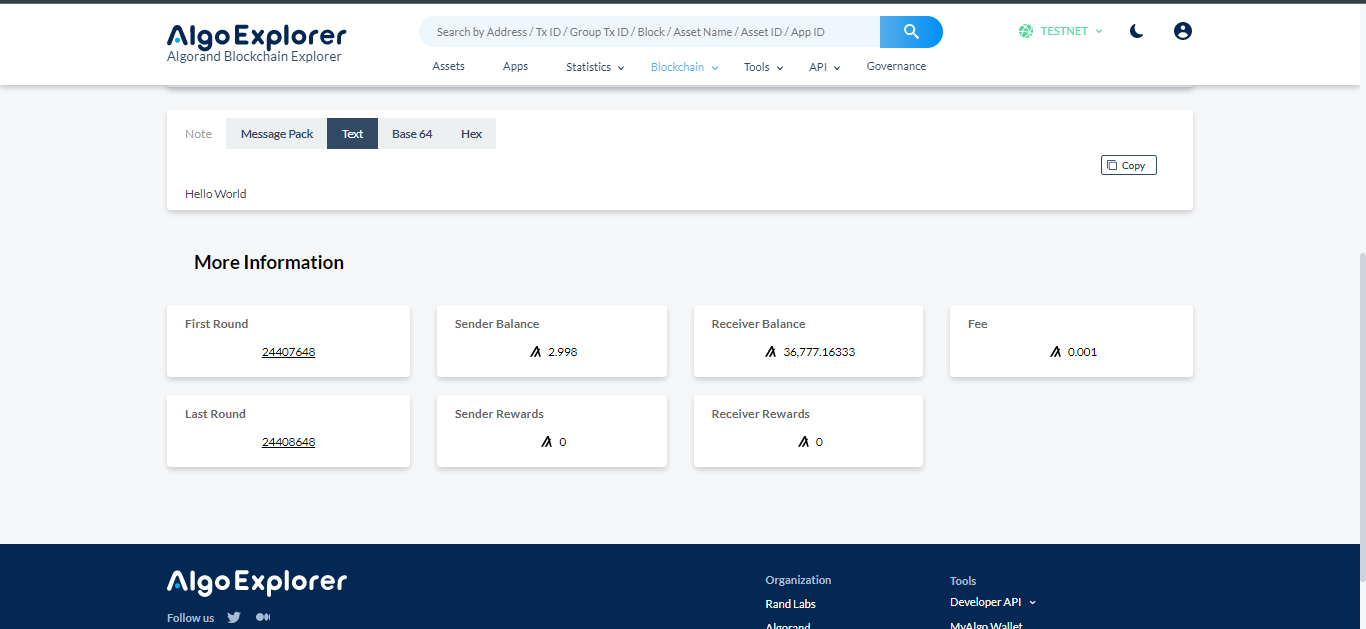 AlgoExplorer
Algorand Blockchain Explorer
Search by Address / Tx ID / Group Tx ID / Block / Asset Name / Asset ID / App ID
TESTNET
Assets Apps Statistics Blockchain Tools API Governance
Note Message Pack Text Base 64 Hex
Copy
Hello World
More Information
First Round Sender Balance Receiver Balance Fee
24407648 2.998 36,777.16333 0.001
Last Round Sender Rewards Receiver Rewards
24408648 0 0
AlgoExplorer
Organization Tools
Rand Labs Developer API
Follow us
Algorand MyAlgo Wallet